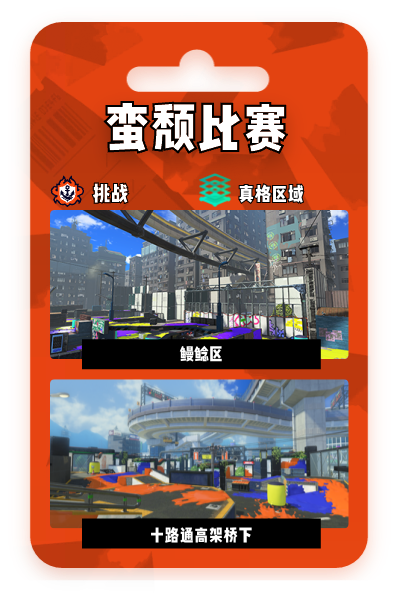 蛮颓比赛
挑战
真格区域
鳗鲶区
十路通高架桥下